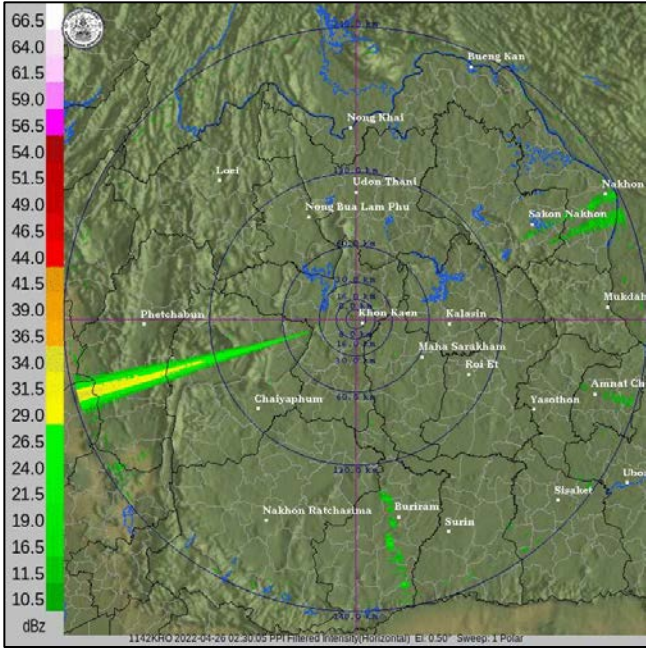 66.5
64.0
61.5
59.0
56.5
54.0
51.5
49.0
46.5
44.0
41.5
39.0
36.5
34.0
31.5
29.0
26.5
24.0
21.5
19.0
16.5
14.0
11.5
10.5
dBz
Bueng Kan
Nong Khai
Loei
Udon Thani
Nakhon
Nong Bua Lam Phu
Sakon Nakhon
Mukdah
Phetchabun
Khon Kaen
Kalasin
Maha Sarakham
Roi Et
Amnat Ch
Chaiyaphum
Yasothon
120.0 km
Ubo
Sisaket
Nakhon Ratchasima
Buriram
Surin
1142KHO 2022-04-26 02:30:05 PPI Filtered Intensity(Horizontal) El: 0.50° Sweep: 1 Polar